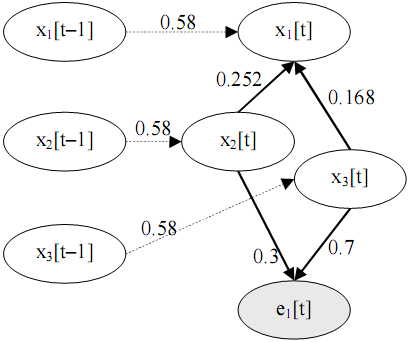 x₁[t−1]
0.58
x₁[t]
0.252
0.168
x₂[t−1]
0.58
x₂[t]
x₃[t]
0.58
x₃[t−1]
0.3
0.7
e₁[t]